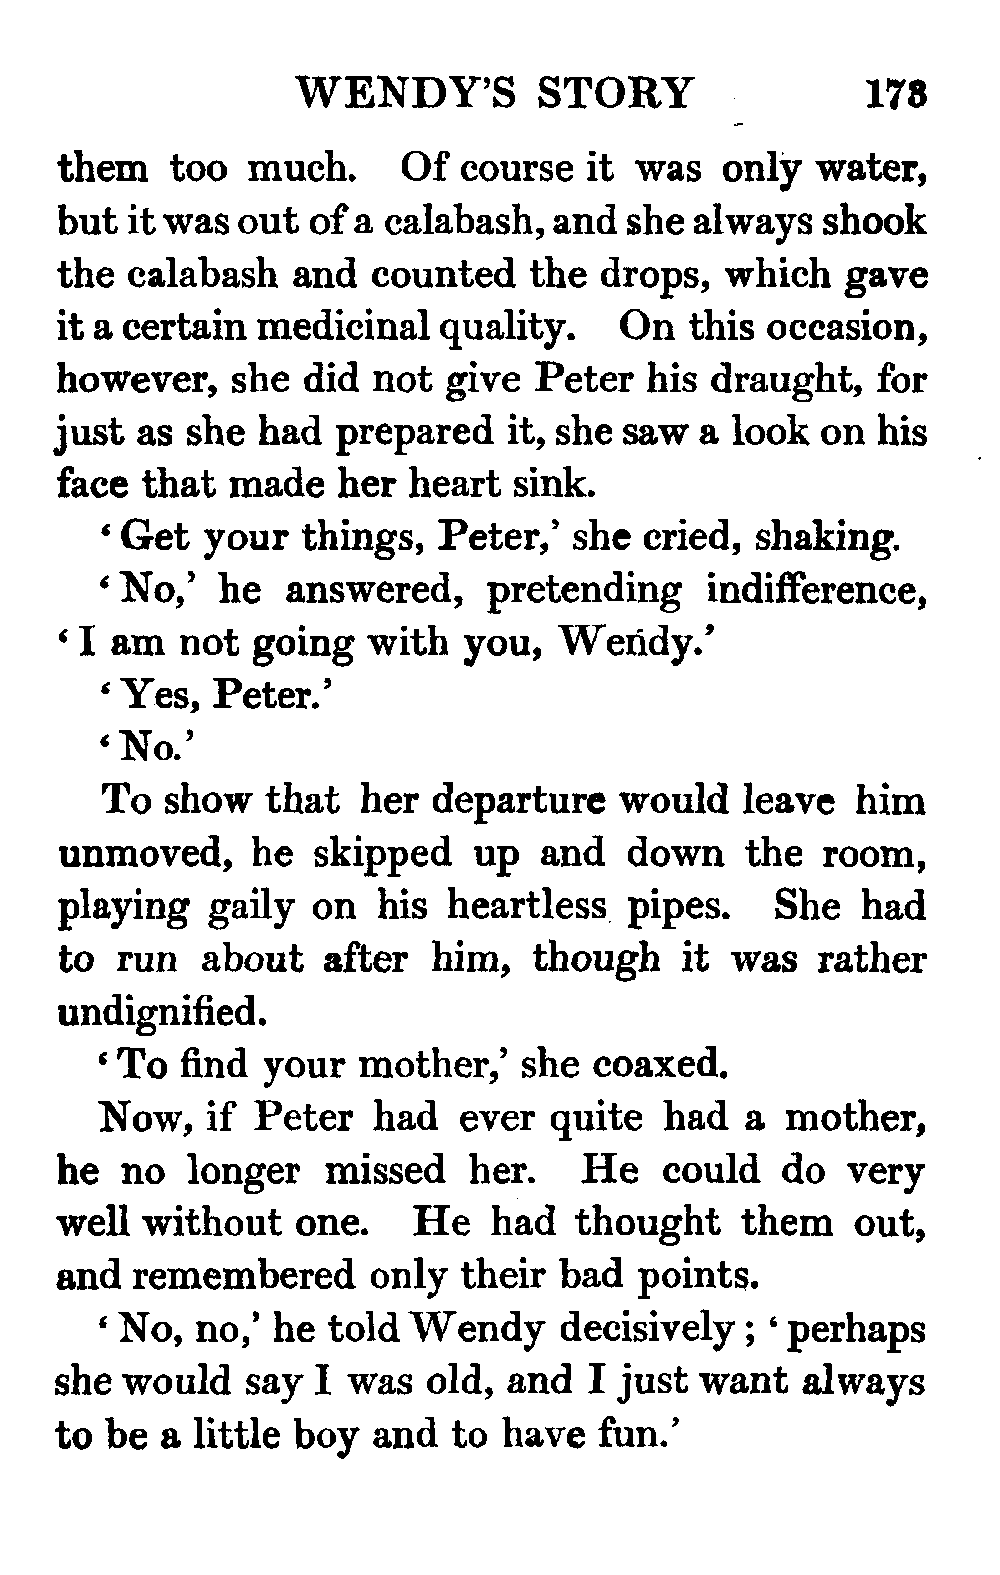 WENDY'S STORY 173
them too much. Of course it was only water,
but it was out of a calabash, and she always shook
the calabash and counted the drops, which gave
it a certain medicinal quality. On this occasion,
however, she did not give Peter his draught, for
just as she had prepared it, she saw a look on his
face that made her heart sink.
‘Get your things, Peter,’ she cried, shaking.
‘No,’ he answered, pretending indifference,
‘I am not going with you, Wendy.’
‘Yes, Peter.’
‘No.’
To show that her departure would leave him
unmoved, he skipped up and down the room,
playing gaily on his heartless pipes. She had
to run about after him, though it was rather
undignified.
‘To find your mother,’ she coaxed.
Now, if Peter had ever quite had a mother,
he no longer missed her. He could do very
well without one. He had thought them out,
and remembered only their bad points.
‘No, no,’ he told Wendy decisively; ‘perhaps
she would say I was old, and I just want always
to be a little boy and to have fun.’